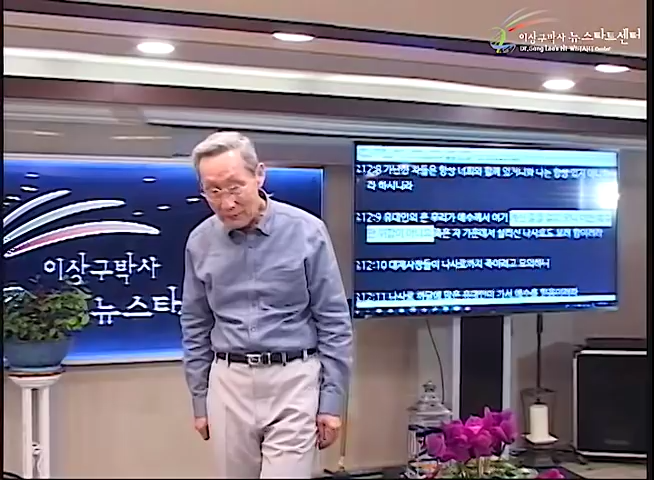 이상구박사 뉴스타트센터
이상구박사
뉴스타트
12:8 가난한 자들은 항상 너희와 함께 있거니와 나는 항상 있지 아니하
라 하시니라
12:9 유대인의 큰 무리가 예수께서 여기
혹은 자 가운데서 살리신 나사로도 보려 함이러라
12:10 대제사장들이 나사로까지 죽이려고 모의하니
12:11 나사로 까닭에 많은 유대인이 가서 예수를 믿음이러라